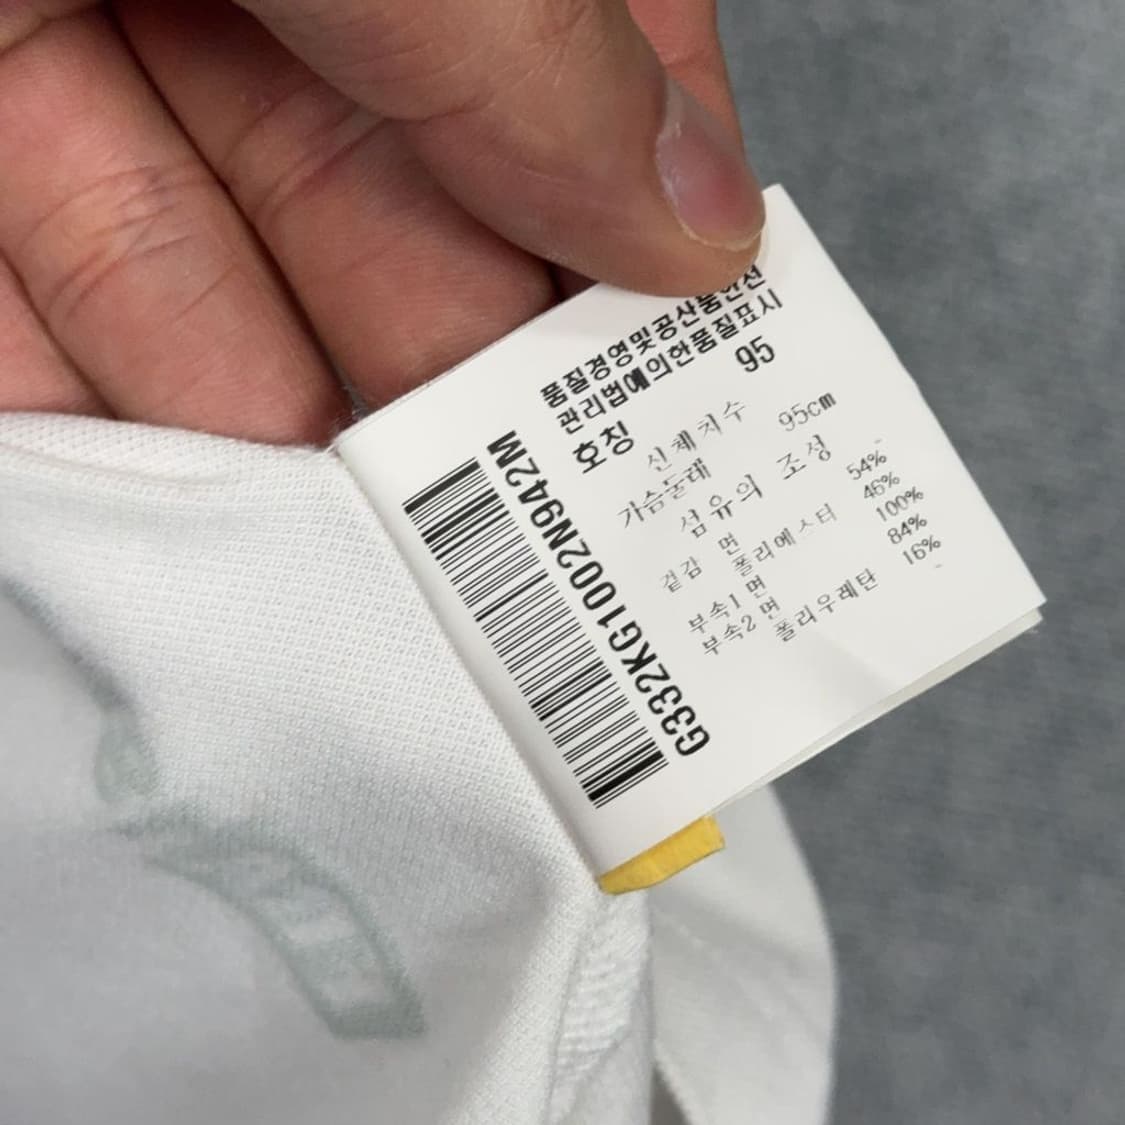 품질경영및공산품안전
관리법에의한품질표시
호칭 95
신체치수
가슴둘레 95cm
섬유의 조성
겉감 면 54%
폴리에스터 46%
부속1 면 100%
부속2 면 84%
폴리우레탄 16%
G332KG1002N942M